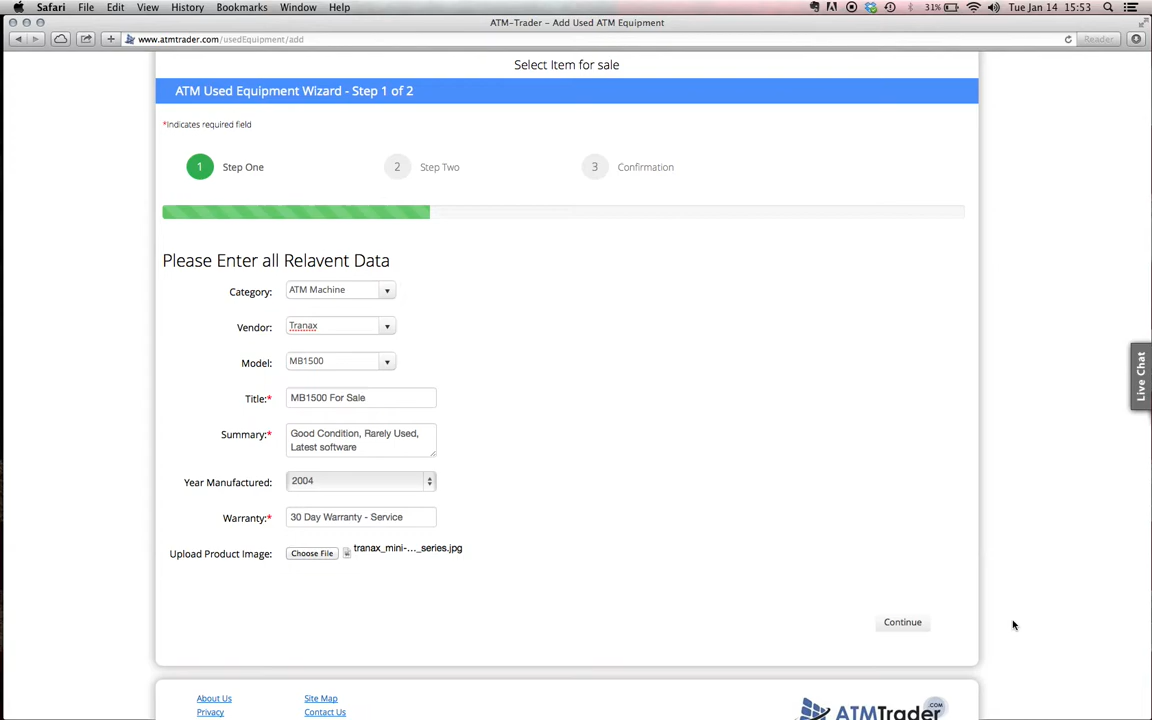 Safari File Edit View History Bookmarks Window Help 31% Tue Jan 14 15:53
ATM-Trader – Add Used ATM Equipment
www.atmtrader.com/usedEquipment/add Reader
Select Item for sale
ATM Used Equipment Wizard - Step 1 of 2
*Indicates required field
1 Step One 2 Step Two 3 Confirmation
Please Enter all Relavent Data
Category: ATM Machine
Vendor: Tranax
Model: MB1500
Title:* MB1500 For Sale
Summary:* Good Condition, Rarely Used,
Latest software
Year Manufactured: 2004
Warranty:* 30 Day Warranty - Service
Upload Product Image: Choose File tranax_mini-..._series.jpg
Live Chat
Continue
About Us Site Map
Privacy Contact Us
ATMTrader.COM